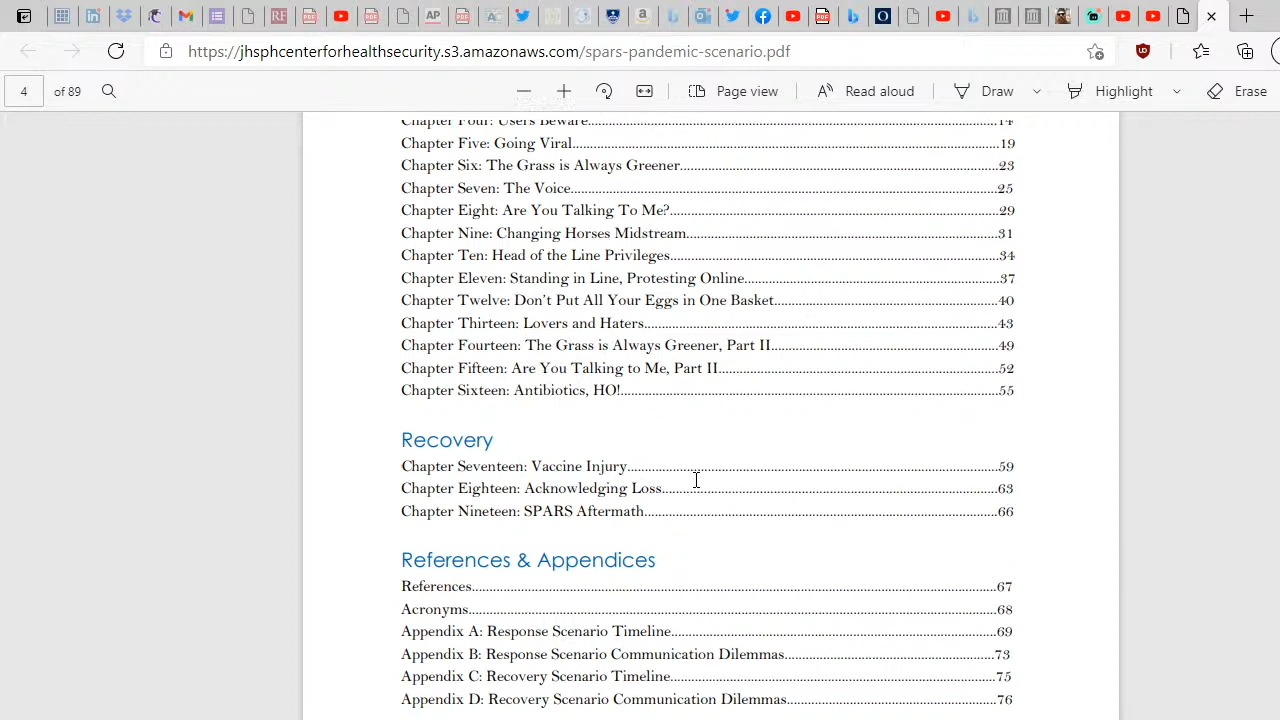 https://jhsphcenterforhealthsecurity.s3.amazonaws.com/spars-pandemic-scenario.pdf
4 of 89 Page view Read aloud Draw Highlight Erase
Chapter Four: Users Beware....14
Chapter Five: Going Viral....19
Chapter Six: The Grass is Always Greener....23
Chapter Seven: The Voice....25
Chapter Eight: Are You Talking To Me?....29
Chapter Nine: Changing Horses Midstream....31
Chapter Ten: Head of the Line Privileges....34
Chapter Eleven: Standing in Line, Protesting Online....37
Chapter Twelve: Don't Put All Your Eggs in One Basket....40
Chapter Thirteen: Lovers and Haters....43
Chapter Fourteen: The Grass is Always Greener, Part II....49
Chapter Fifteen: Are You Talking to Me, Part II....52
Chapter Sixteen: Antibiotics, HO!....55
Recovery
Chapter Seventeen: Vaccine Injury....59
Chapter Eighteen: Acknowledging Loss....63
Chapter Nineteen: SPARS Aftermath....66
References & Appendices
References....67
Acronyms....68
Appendix A: Response Scenario Timeline....69
Appendix B: Response Scenario Communication Dilemmas....73
Appendix C: Recovery Scenario Timeline....75
Appendix D: Recovery Scenario Communication Dilemmas....76